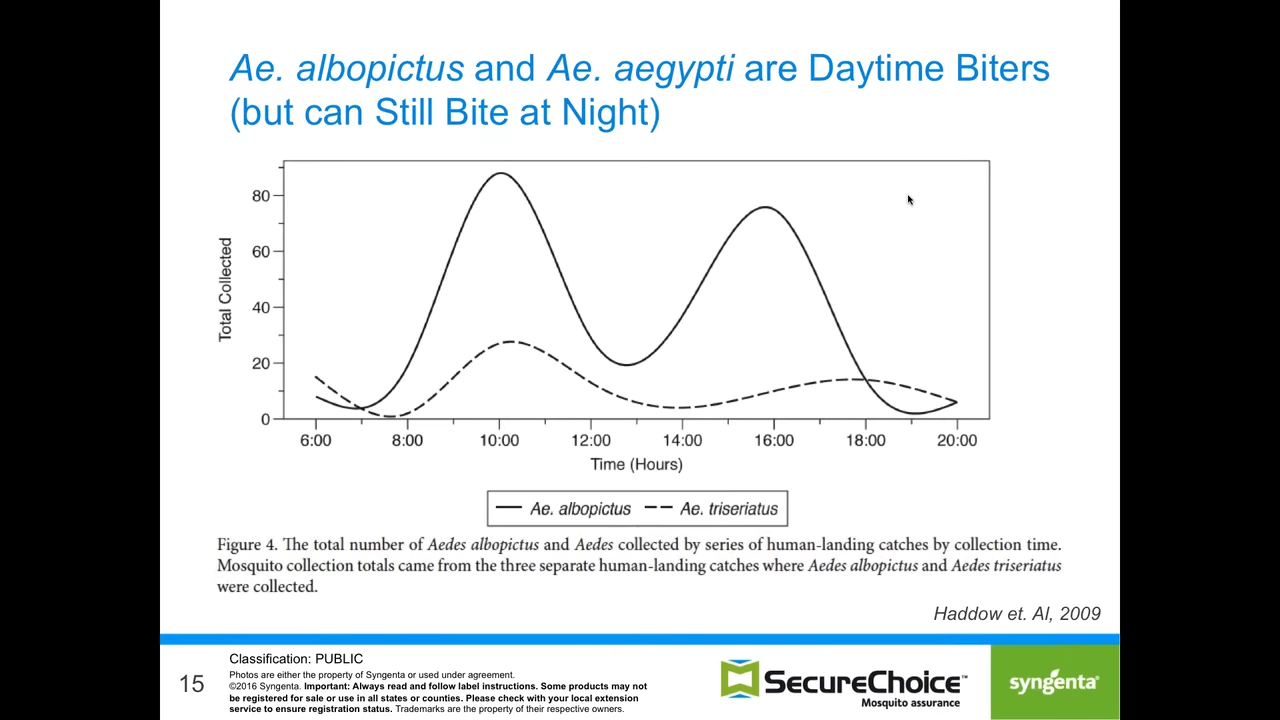 Ae. albopictus and Ae. aegypti are Daytime Biters
(but can Still Bite at Night)
Total Collected
80
60
40
20
0
6:00 8:00 10:00 12:00 14:00 16:00 18:00 20:00
Time (Hours)
Ae. albopictus Ae. triseriatus
Figure 4. The total number of Aedes albopictus and Aedes collected by series of human-landing catches by collection time.
Mosquito collection totals came from the three separate human-landing catches where Aedes albopictus and Aedes triseriatus
were collected.
Haddow et. Al, 2009
15
Classification: PUBLIC
Photos are either the property of Syngenta or used under agreement.
©2016 Syngenta. Important: Always read and follow label instructions. Some products may not
be registered for sale or use in all states or counties. Please check with your local extension
service to ensure registration status. Trademarks are the property of their respective owners.
SecureChoice™
Mosquito assurance
syngenta